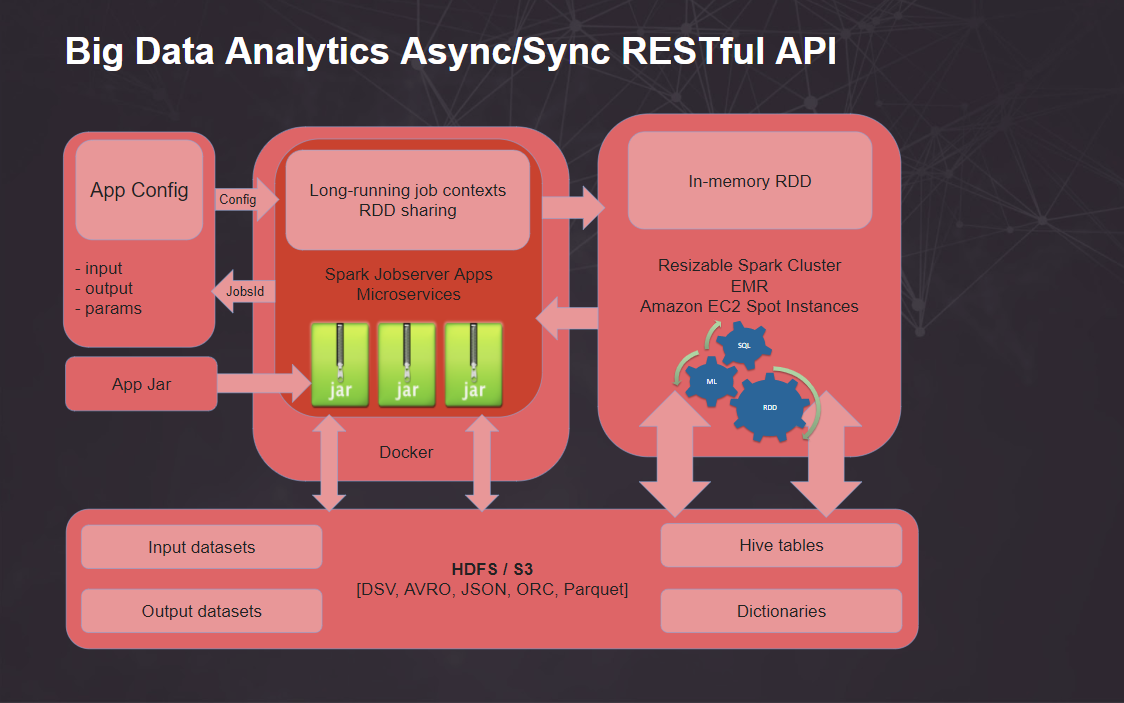 Big Data Analytics Async/Sync RESTful API
App Config
- input
- output
- params
App Jar
Config
JobsId
Long-running job contexts
RDD sharing
Spark Jobserver Apps
Microservices
jar
jar
jar
Docker
In-memory RDD
Resizable Spark Cluster
EMR
Amazon EC2 Spot Instances
SQL
ML
RDD
Input datasets
Output datasets
HDFS / S3
[DSV, AVRO, JSON, ORC, Parquet]
Hive tables
Dictionaries